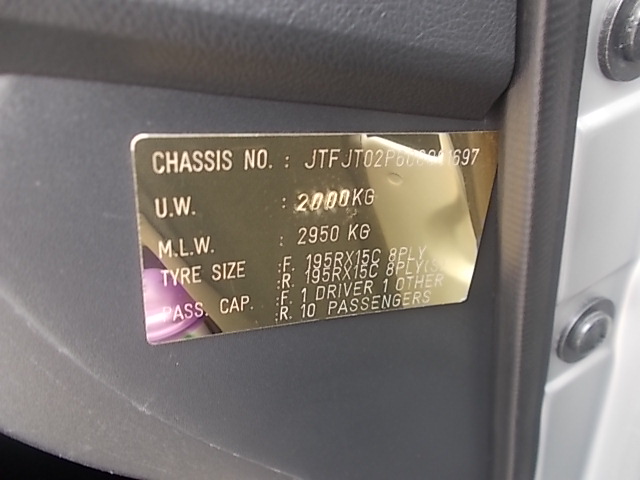 CHASSIS NO. :
U.W. : 2000KG
M.L.W. : 2950 KG
TYRE SIZE :F. 195RX15C 8PLY
:R. 195RX15C 8PLY
PASS. CAP. :F. 1 DRIVER 1 OTHER
:R. 10 PASSENGERS